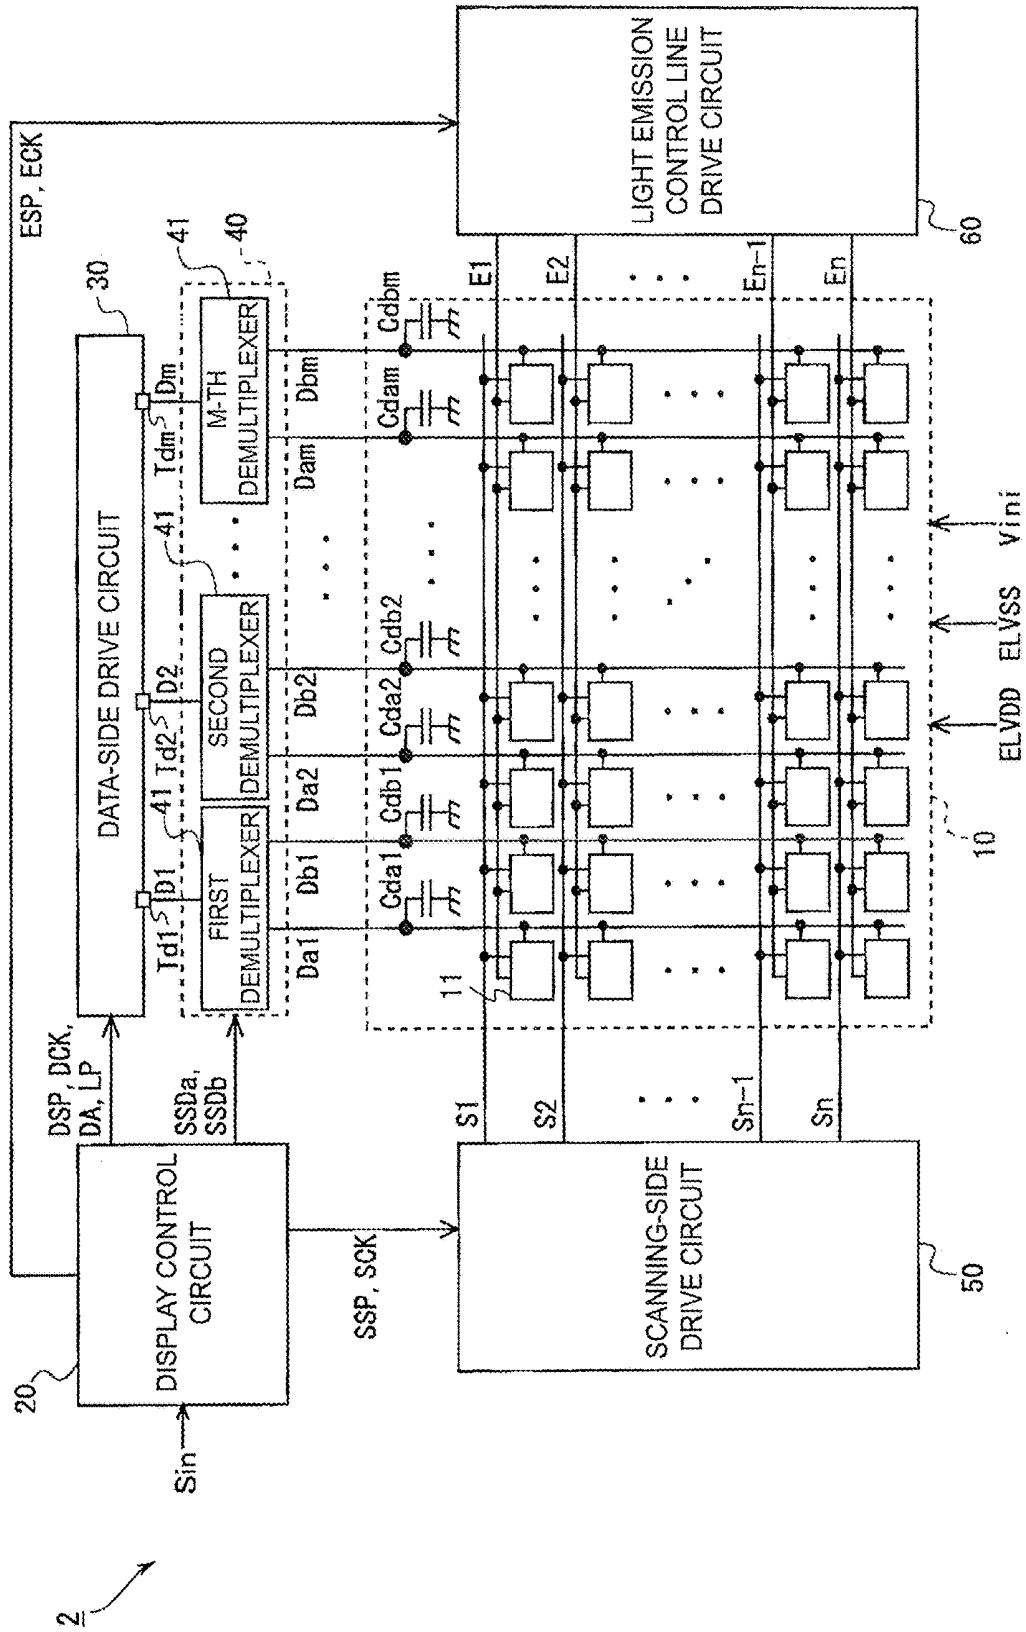 2
Sin
20
DISPLAY CONTROL
CIRCUIT
ESP, ECK
DSP, DCK,
DA, LP
SSDa,
SSDb
SSP, SCK
30
DATA-SIDE DRIVE CIRCUIT
Td1
D1
Td2
D2
Tdm
Dm
41
41
41
40
FIRST
DEMULTIPLEXER
SECOND
DEMULTIPLEXER
M-TH
DEMULTIPLEXER
Da1
Db1
Da2
Db2
Dam
Dbm
Cda1
Cdb1
Cda2
Cdb2
Cdam
Cdbm
11
S1
S2
Sn-1
Sn
E1
E2
En-1
En
SCANNING-SIDE
DRIVE CIRCUIT
50
LIGHT EMISSION
CONTROL LINE
DRIVE CIRCUIT
60
10
ELVDD
ELVSS
Vini